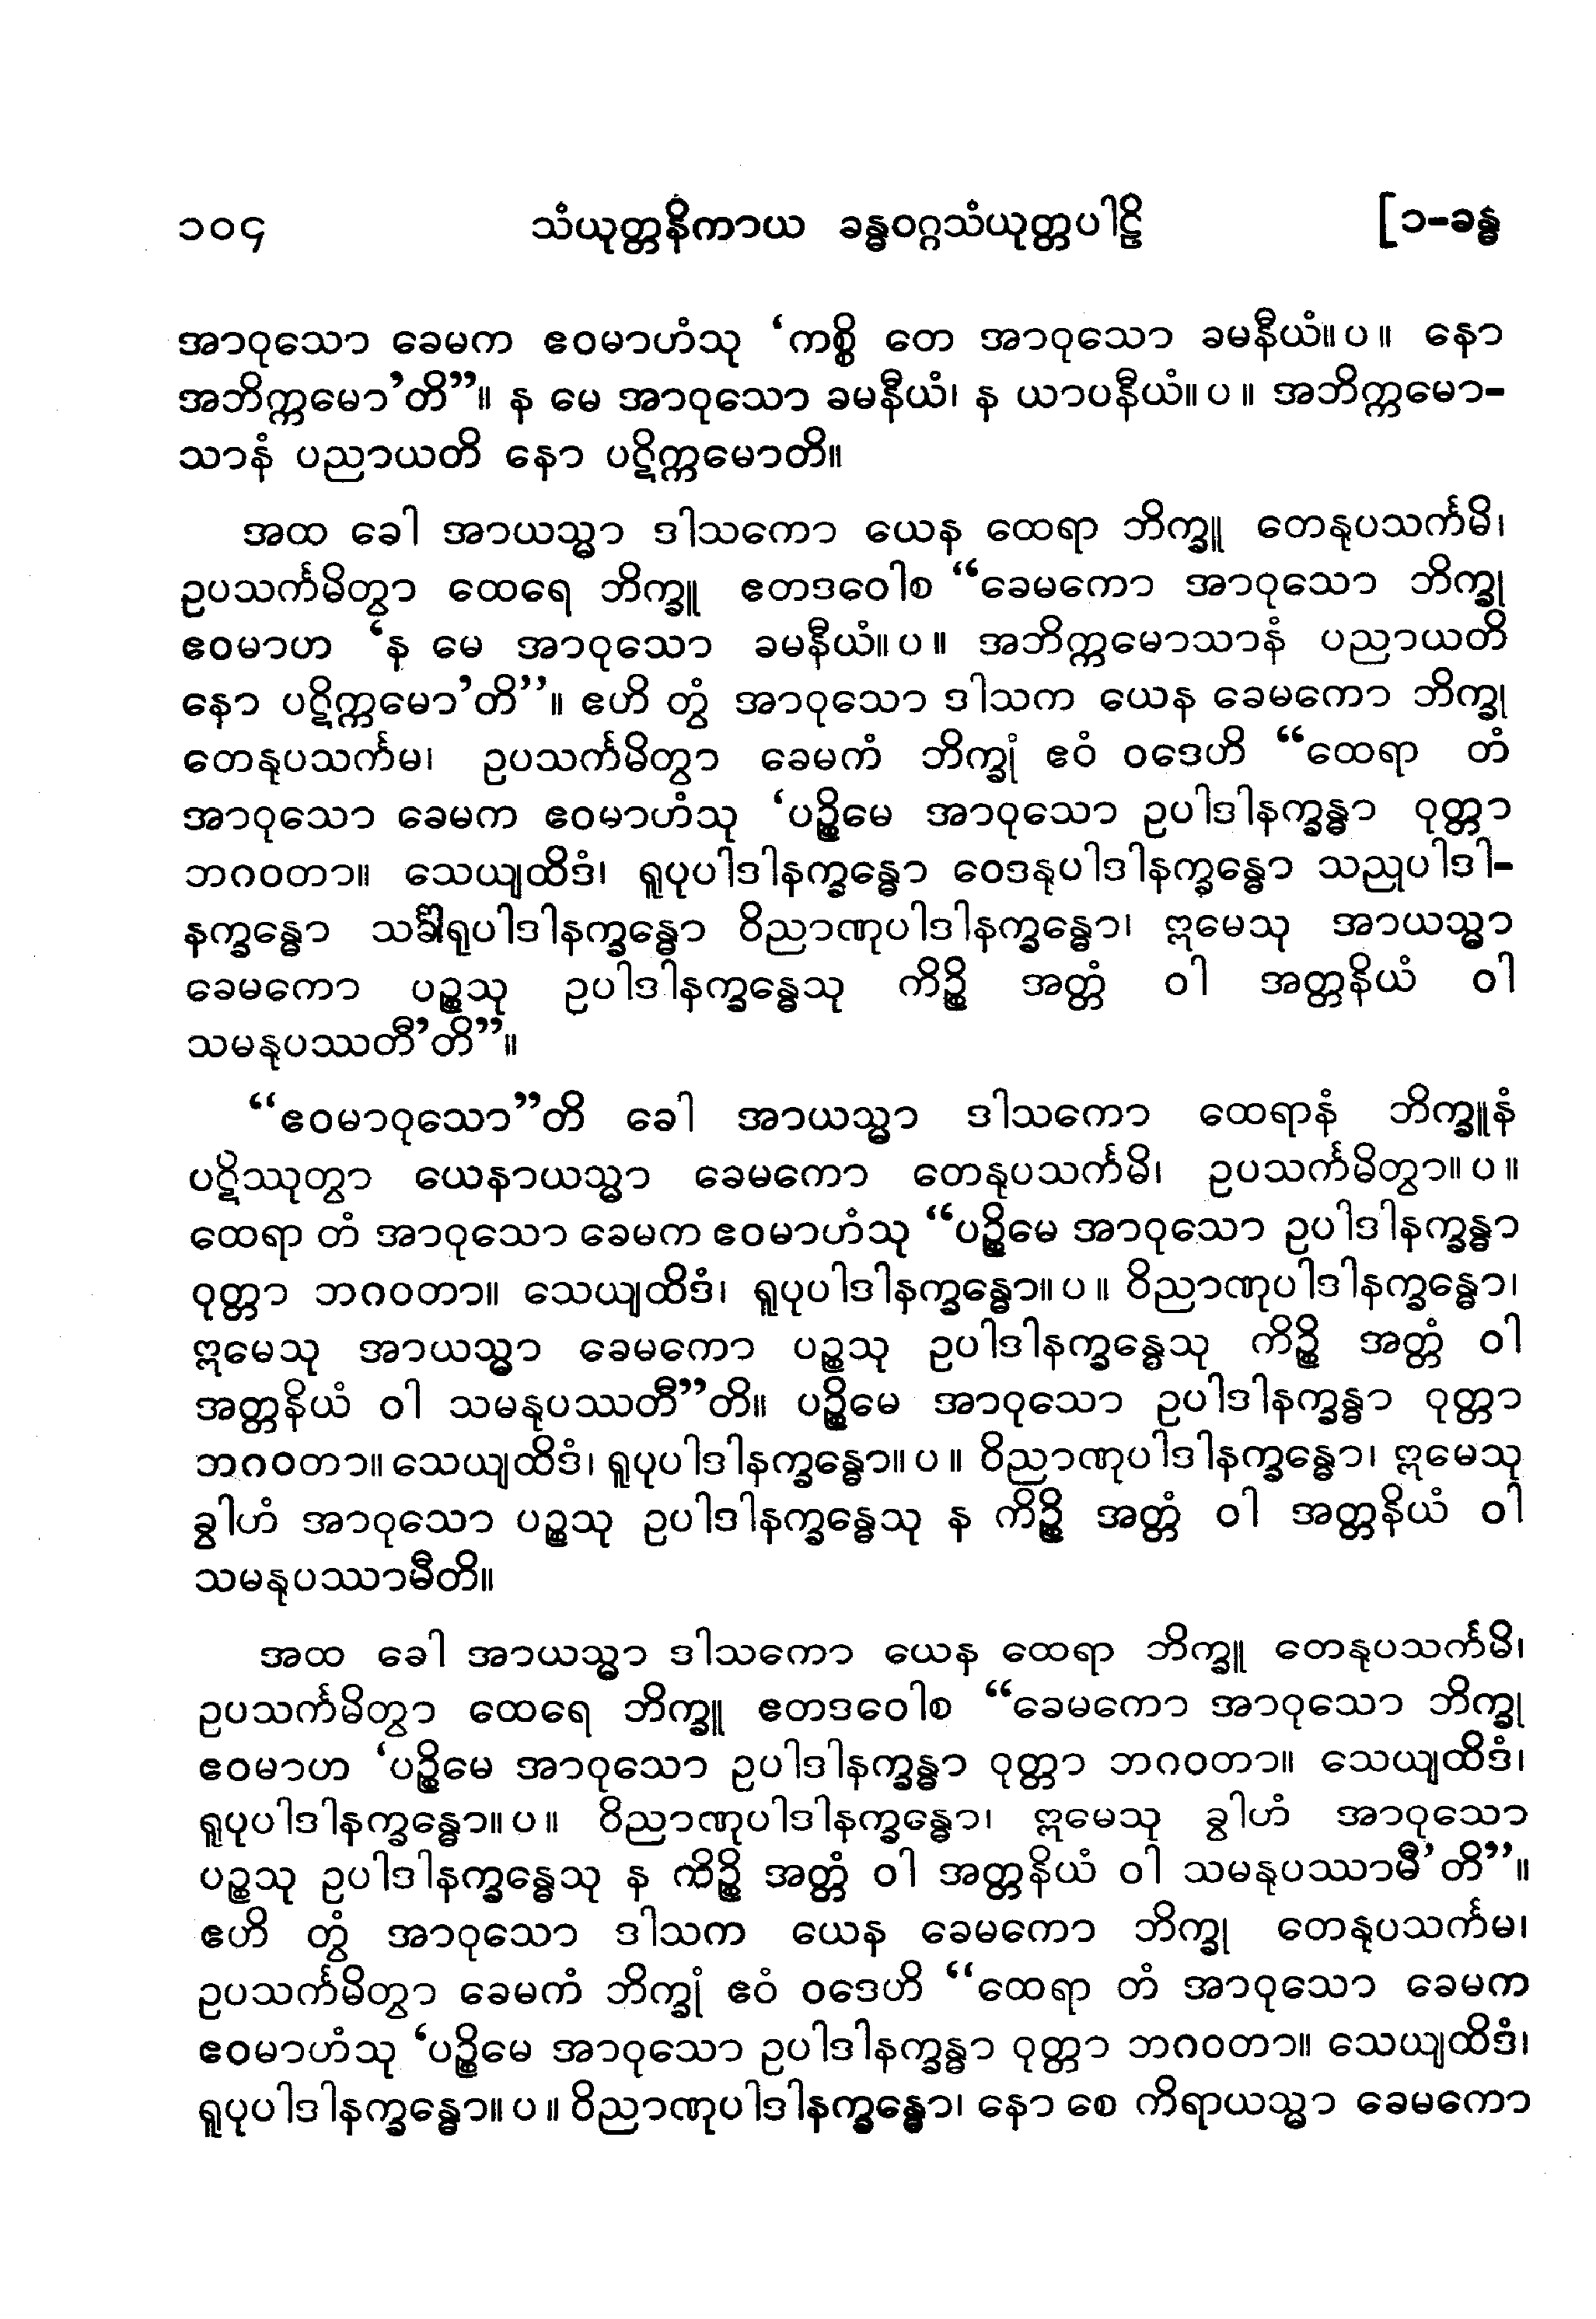 ၁၀၄ သံယုတ္တနိကာယ ခန္ဓဝဂ္ဂသံယုတ္တပါဠိ [၁-ခန္ဓ
အာဝုသော ခေမက ဧဝမာဟံသု ‘ကစ္စိ တေ အာဝုသော ခမနီယံ။ပ။ နော
အဘိက္ကမော’တိ”။ န မေ အာဝုသော ခမနီယံ၊ န ယာပနီယံ။ပ။ အဘိက္ကမော-
သာနံ ပညာယတိ နော ပဋိက္ကမောတိ။
အထ ခေါ အာယသ္မာ ဒါသကော ယေန ထေရာ ဘိက္ခူ တေနုပသင်္ကမိ၊
ဥပသင်္ကမိတွာ ထေရေ ဘိက္ခူ ဧတဒဝေါစ “ခေမကော အာဝုသော ဘိက္ခု
ဧဝမာဟ ‘န မေ အာဝုသော ခမနီယံ။ပ။ အဘိက္ကမောသာနံ ပညာယတိ
နော ပဋိက္ကမော’တိ”။ ဧဟိ တွံ အာဝုသော ဒါသက ယေန ခေမကော ဘိက္ခု
တေနုပသင်္ကမ၊ ဥပသင်္ကမိတွာ ခေမကံ ဘိက္ခုံ ဧဝံ ဝဒေဟိ “ထေရာ တံ
အာဝုသော ခေမက ဧဝမာဟံသု ‘ပဉ္စိမေ အာဝုသော ဥပါဒါနက္ခန္ဓာ ဝုတ္တာ
ဘဂဝတာ။ သေယျထိဒံ၊ ရူပုပါဒါနက္ခန္ဓော ဝေဒနုပါဒါနက္ခန္ဓော သညုပါဒါ-
နက္ခန္ဓော သင်္ခါရုပါဒါနက္ခန္ဓော ဝိညာဏုပါဒါနက္ခန္ဓော၊ ဣမေသု အာယသ္မာ
ခေမကော ပဉ္စသု ဥပါဒါနက္ခန္ဓေသု ကိဉ္စိ အတ္တံ ဝါ အတ္တနိယံ ဝါ
သမနုပဿတီ’တိ”။
“ဧဝမာဝုသော”တိ ခေါ အာယသ္မာ ဒါသကော ထေရာနံ ဘိက္ခူနံ
ပဋိဿုတွာ ယေနာယသ္မာ ခေမကော တေနုပသင်္ကမိ၊ ဥပသင်္ကမိတွာ။ပ။
ထေရာ တံ အာဝုသော ခေမက ဧဝမာဟံသု “ပဉ္စိမေ အာဝုသော ဥပါဒါနက္ခန္ဓာ
ဝုတ္တာ ဘဂဝတာ။ သေယျထိဒံ၊ ရူပုပါဒါနက္ခန္ဓော။ပ။ ဝိညာဏုပါဒါနက္ခန္ဓော၊
ဣမေသု အာယသ္မာ ခေမကော ပဉ္စသု ဥပါဒါနက္ခန္ဓေသု ကိဉ္စိ အတ္တံ ဝါ
အတ္တနိယံ ဝါ သမနုပဿတီ”တိ။ ပဉ္စိမေ အာဝုသော ဥပါဒါနက္ခန္ဓာ ဝုတ္တာ
ဘဂဝတာ။ သေယျထိဒံ၊ ရူပုပါဒါနက္ခန္ဓော။ပ။ ဝိညာဏုပါဒါနက္ခန္ဓော၊ ဣမေသု
ခွါဟံ အာဝုသော ပဉ္စသု ဥပါဒါနက္ခန္ဓေသု န ကိဉ္စိ အတ္တံ ဝါ အတ္တနိယံ ဝါ
သမနုပဿာမီတိ။
အထ ခေါ အာယသ္မာ ဒါသကော ယေန ထေရာ ဘိက္ခူ တေနုပသင်္ကမိ၊
ဥပသင်္ကမိတွာ ထေရေ ဘိက္ခူ ဧတဒဝေါစ “ခေမကော အာဝုသော ဘိက္ခု
ဧဝမာဟ ‘ပဉ္စိမေ အာဝုသော ဥပါဒါနက္ခန္ဓာ ဝုတ္တာ ဘဂဝတာ။ သေယျထိဒံ၊
ရူပုပါဒါနက္ခန္ဓော။ပ။ ဝိညာဏုပါဒါနက္ခန္ဓော၊ ဣမေသု ခွါဟံ အာဝုသော
ပဉ္စသု ဥပါဒါနက္ခန္ဓေသု န ကိဉ္စိ အတ္တံ ဝါ အတ္တနိယံ ဝါ သမနုပဿာမီ’တိ”။
ဧဟိ တွံ အာဝုသော ဒါသက ယေန ခေမကော ဘိက္ခု တေနုပသင်္ကမ၊
ဥပသင်္ကမိတွာ ခေမကံ ဘိက္ခုံ ဧဝံ ဝဒေဟိ “ထေရာ တံ အာဝုသော ခေမက
ဧဝမာဟံသု ‘ပဉ္စိမေ အာဝုသော ဥပါဒါနက္ခန္ဓာ ဝုတ္တာ ဘဂဝတာ။ သေယျထိဒံ၊
ရူပုပါဒါနက္ခန္ဓော။ပ။ ဝိညာဏုပါဒါနက္ခန္ဓော၊ နော စေ ကိရာယသ္မာ ခေမကော